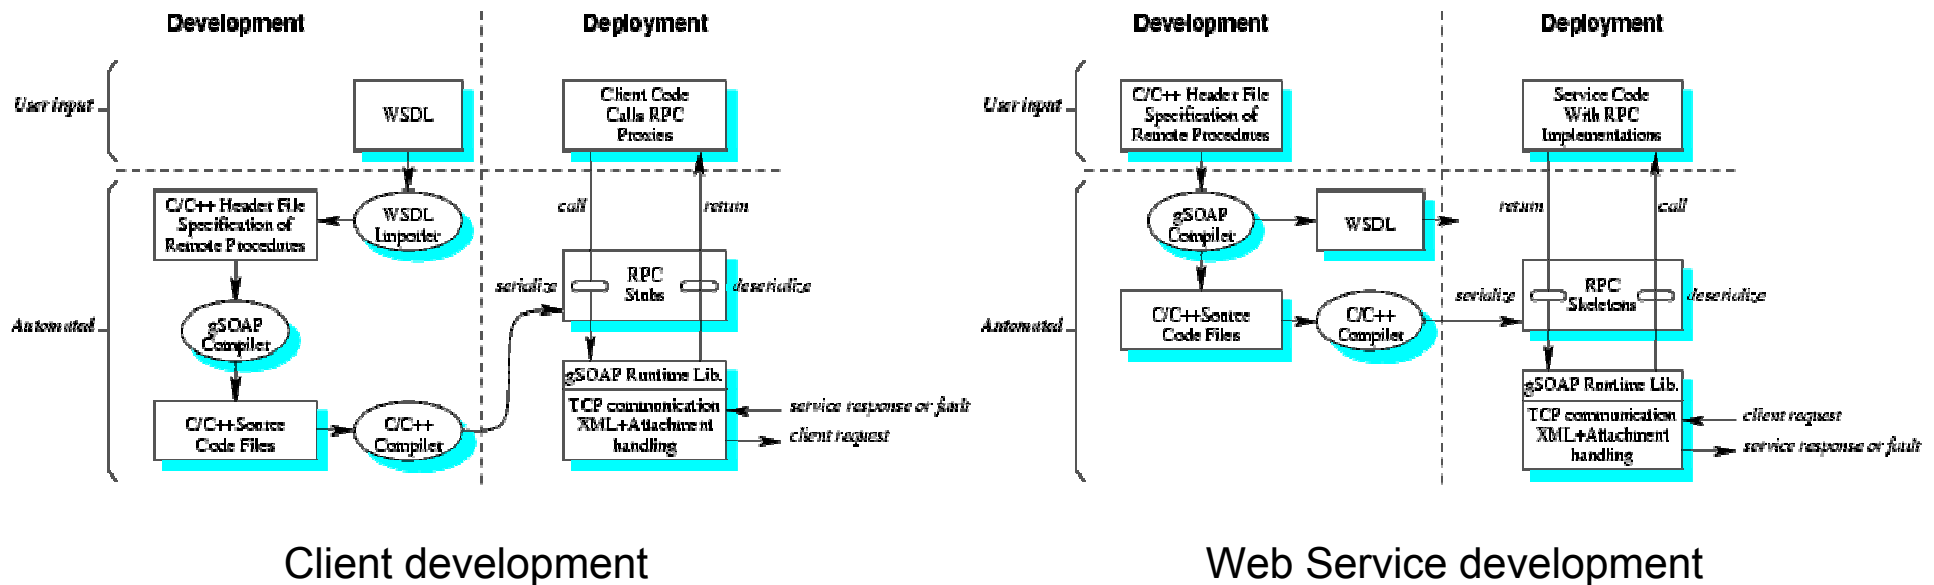 Development
Deployment
User input
WSDL
Client Code
Calls RPC
Proxies
C/C++ Header File
Specification of
Remote Procedures
WSDL
Importer
call
return
Automated
gSOAP
Compiler
serialize
RPC
Stubs
deserialize
C/C++Source
Code Files
C/C++
Compiler
gSOAP Runtime Lib.
TCP communication
XML+Attachment
handling
service response or fault
client request
Client development
Development
Deployment
User input
C/C++ Header File
Specification of
Remote Procedures
Service Code
With RPC
Implementations
gSOAP
Compiler
WSDL
return
call
Automated
C/C++Source
Code Files
C/C++
Compiler
serialize
RPC
Skeletons
deserialize
gSOAP Runtime Lib.
TCP communication
XML+Attachment
handling
client request
service response or fault
Web Service development